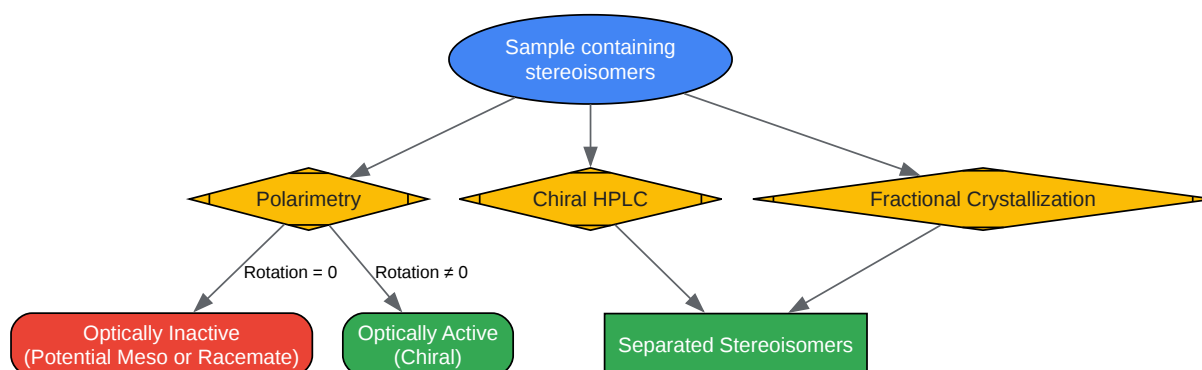 Sample containing
stereoisomers
Polarimetry
Chiral HPLC
Fractional Crystallization
Rotation = 0
Rotation ≠ 0
Optically Inactive
(Potential Meso or Racemate)
Optically Active
(Chiral)
Separated Stereoisomers